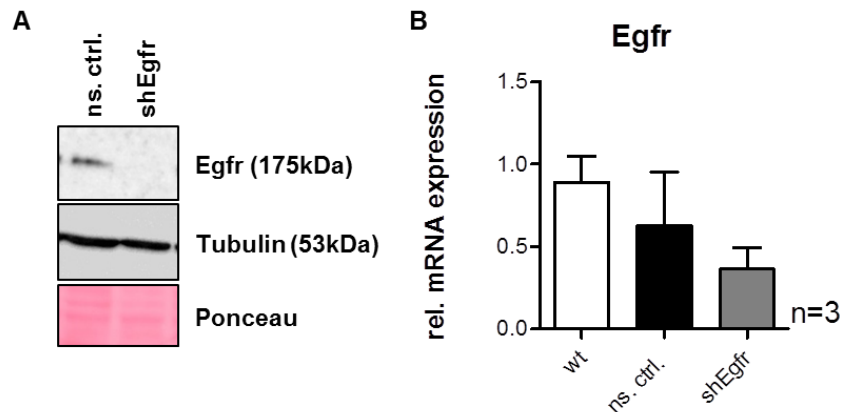 A
ns. ctrl.
shEgfr
Egfr (175kDa)
Tubulin (53kDa)
Ponceau
B
Egfr
rel. mRNA expression
1.5
1.0
0.5
0.0
wt
ns. ctrl.
shEgfr
n=3